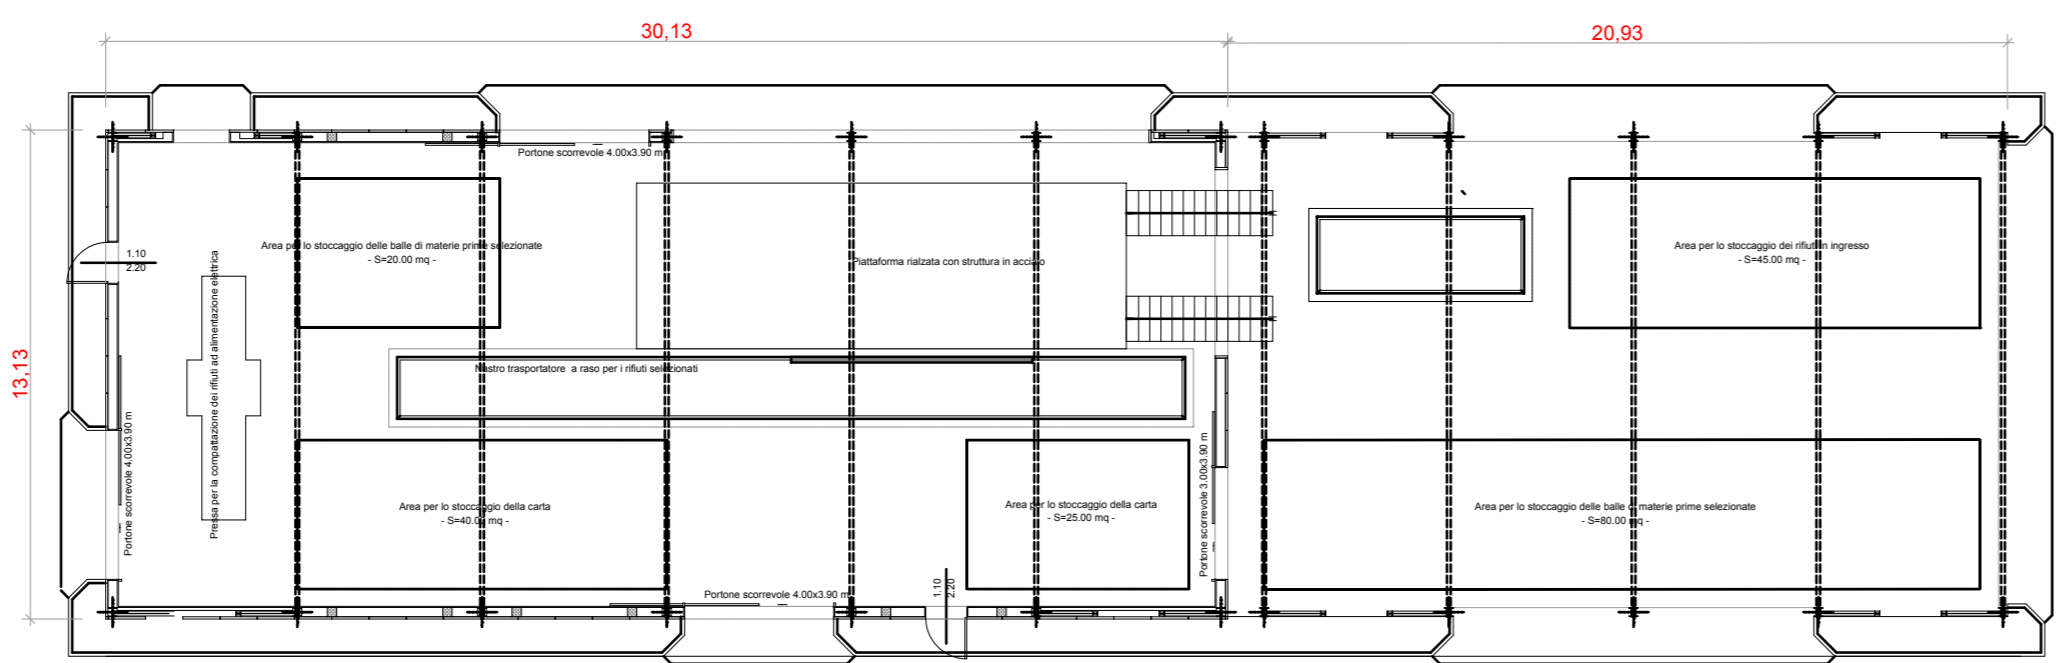 30,13
20,93
Portone scorrevole 4.00x3.90 m
Area per lo stoccaggio delle balle di materie prime selezionate
- S=20.00 mq -
1.10
2.20
Piattaforma rialzata con struttura in acciaio
Area per lo stoccaggio dei rifiuti in ingresso
- S=45.00 mq -
13,13
Pressa per la compattazione dei rifiuti ad alimentazione elettrica
Nastro trasportatore a raso per i rifiuti selezionati
Portone scorrevole 4.00x3.90 m
Portone scorrevole 3.00x3.90 m
Area per lo stoccaggio della carta
- S=40.00 mq -
Area per lo stoccaggio della carta
- S=25.00 mq -
Area per lo stoccaggio delle balle di materie prime selezionate
- S=80.00 mq -
Portone scorrevole 4.00x3.90 m
1.10
2.20